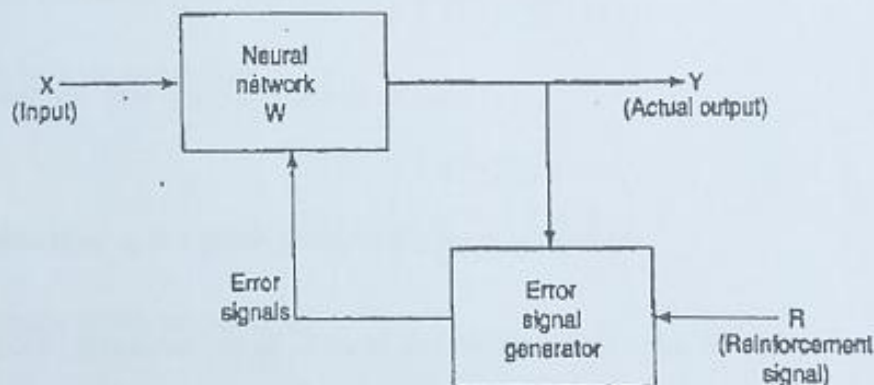 Neural
network
W
X
(Input)
Y
(Actual output)
Error
signals
Error
signal
generator
R
(Reinforcement
signal)